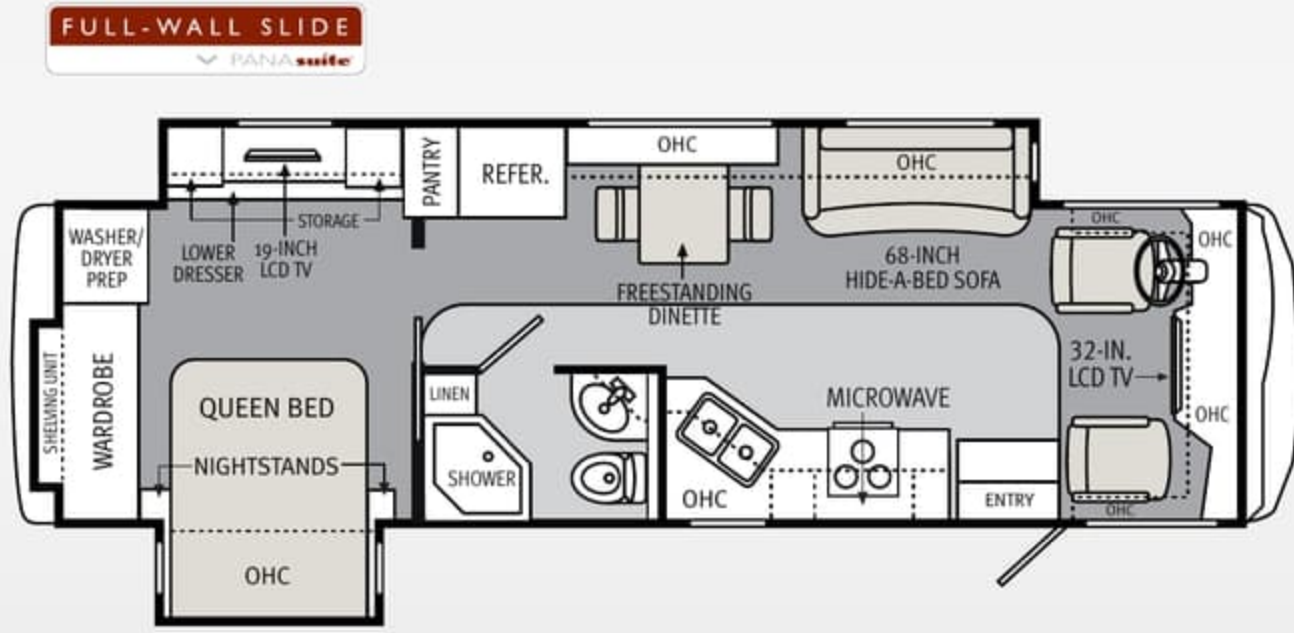 FULL-WALL SLIDE
PANAsuite
OHC
PANTRY
REFER.
OHC
STORAGE
WASHER/
DRYER
PREP
LOWER
DRESSER
19-INCH
LCD TV
OHC
OHC
68-INCH
HIDE-A-BED SOFA
FREESTANDING
DINETTE
SHELVING UNIT
WARDROBE
QUEEN BED
LINEN
MICROWAVE
32-IN.
LCD TV
OHC
NIGHTSTANDS
SHOWER
OHC
ENTRY
OHC
OHC